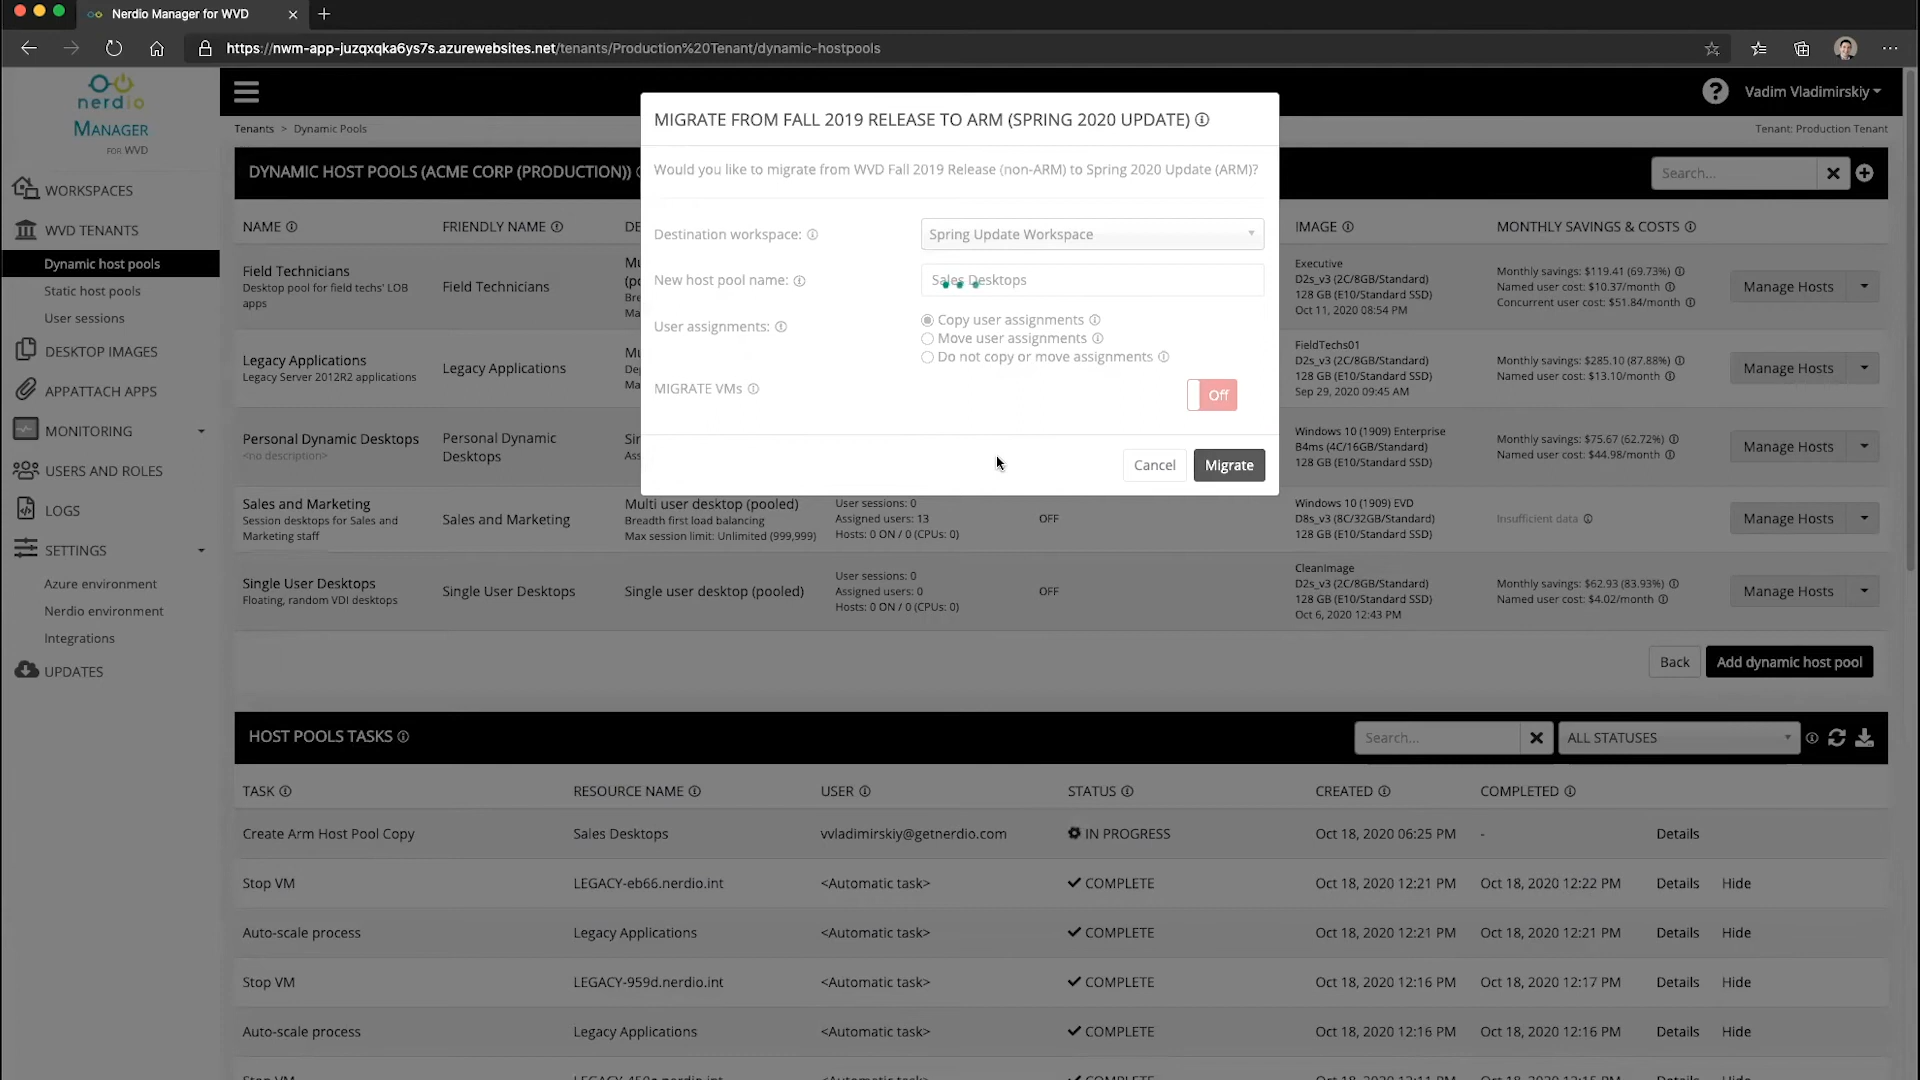 Nerdio Manager for WVD
https://nwm-app-juzqxqka6ys7s.azurewebsites.net/tenants/Production%20Tenant/dynamic-hostpools
nerdio
MANAGER
FOR WVD
WORKSPACES
WVD TENANTS
Dynamic host pools
Static host pools
User sessions
DESKTOP IMAGES
APPATTACH APPS
MONITORING
USERS AND ROLES
LOGS
SETTINGS
Azure environment
Nerdio environment
Integrations
UPDATES
Vadim Vladimirskiy
Tenants > Dynamic Pools
Tenant: Production Tenant
DYNAMIC HOST POOLS (ACME CORP (PRODUCTION))
Search...
MIGRATE FROM FALL 2019 RELEASE TO ARM (SPRING 2020 UPDATE)
Would you like to migrate from WVD Fall 2019 Release (non-ARM) to Spring 2020 Update (ARM)?
Destination workspace:
Spring Update Workspace
New host pool name:
Sales Desktops
User assignments:
Copy user assignments
Move user assignments
Do not copy or move assignments
MIGRATE VMs
Off
Cancel
Migrate
NAME FRIENDLY NAME DE IMAGE MONTHLY SAVINGS & COSTS
Field Technicians
Desktop pool for field techs' LOB
apps
Field Technicians
Mu
(po
Bre
Ma
Executive
D2s_v3 (2C/8GB/Standard)
128 GB (E10/Standard SSD)
Oct 11, 2020 08:54 PM
Monthly savings: $119.41 (69.73%)
Named user cost: $10.37/month
Concurrent user cost: $51.84/month
Manage Hosts
Legacy Applications
Legacy Server 2012R2 applications
Legacy Applications
Mu
De
Ma
FieldTechs01
D2s_v3 (2C/8GB/Standard)
128 GB (E10/Standard SSD)
Sep 29, 2020 09:45 AM
Monthly savings: $285.10 (87.88%)
Named user cost: $13.10/month
Manage Hosts
Personal Dynamic Desktops
<no description>
Personal Dynamic
Desktops
Sin
Windows 10 (1909) Enterprise
B4ms (4C/16GB/Standard)
128 GB (E10/Standard SSD)
Monthly savings: $75.67 (62.72%)
Named user cost: $44.98/month
Manage Hosts
Sales and Marketing
Session desktops for Sales and
Marketing staff
Sales and Marketing
Multi user desktop (pooled)
Breadth first load balancing
Max session limit: Unlimited (999,999)
User sessions: 0
Assigned users: 13
Hosts: 0 ON / 0 (CPUs: 0)
OFF
Windows 10 (1909) EVD
D8s_v3 (8C/32GB/Standard)
128 GB (E10/Standard SSD)
Insufficient data
Manage Hosts
Single User Desktops
Floating, random VDI desktops
Single User Desktops
Single user desktop (pooled)
User sessions: 0
Assigned users: 0
Hosts: 0 ON / 0 (CPUs: 0)
OFF
CleanImage
D2s_v3 (2C/8GB/Standard)
128 GB (E10/Standard SSD)
Oct 6, 2020 12:43 PM
Monthly savings: $62.93 (83.93%)
Named user cost: $4.02/month
Manage Hosts
Back
Add dynamic host pool
HOST POOLS TASKS
Search...
ALL STATUSES
TASK RESOURCE NAME USER STATUS CREATED COMPLETED
Create Arm Host Pool Copy Sales Desktops vvladimirskiy@getnerdio.com IN PROGRESS Oct 18, 2020 06:25 PM - Details
Stop VM LEGACY-eb66.nerdio.int <Automatic task> COMPLETE Oct 18, 2020 12:21 PM Oct 18, 2020 12:22 PM Details Hide
Auto-scale process Legacy Applications <Automatic task> COMPLETE Oct 18, 2020 12:21 PM Oct 18, 2020 12:21 PM Details Hide
Stop VM LEGACY-959d.nerdio.int <Automatic task> COMPLETE Oct 18, 2020 12:16 PM Oct 18, 2020 12:17 PM Details Hide
Auto-scale process Legacy Applications <Automatic task> COMPLETE Oct 18, 2020 12:16 PM Oct 18, 2020 12:16 PM Details Hide